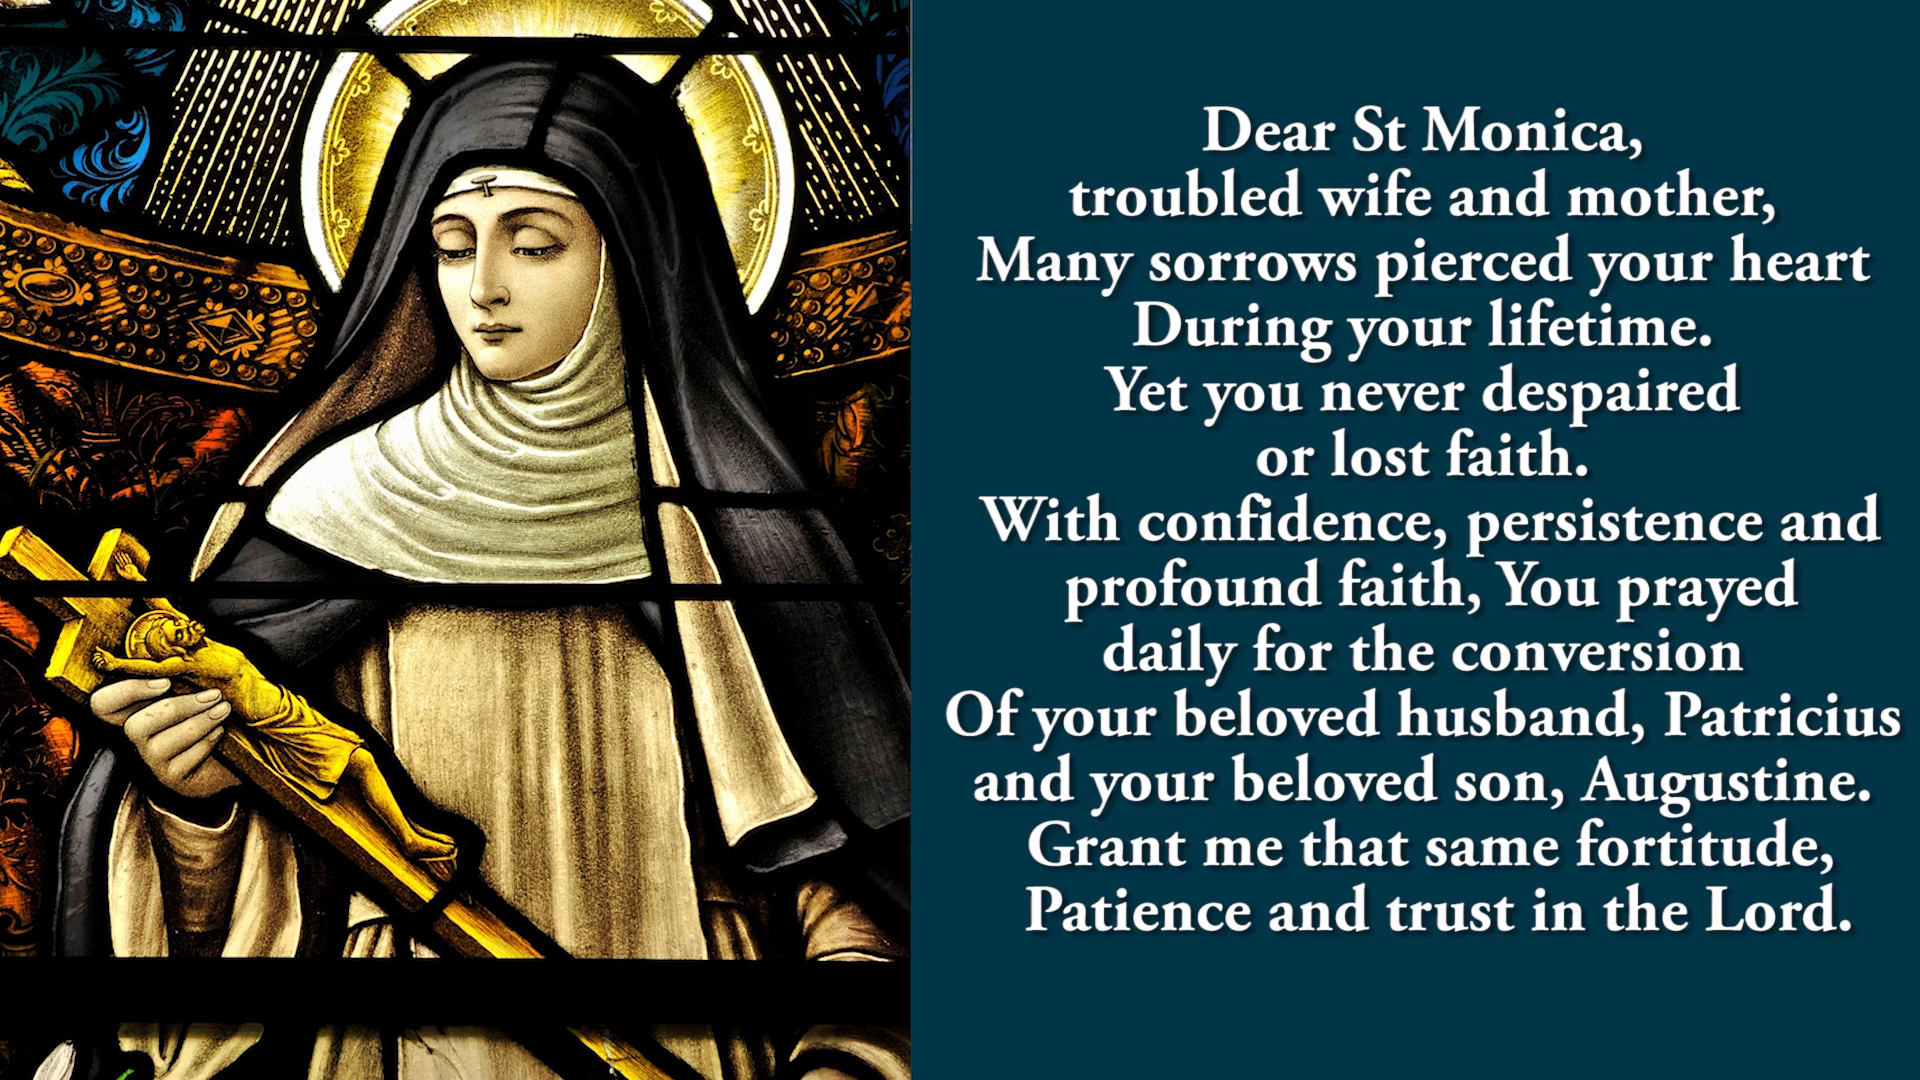 Dear St Monica,
troubled wife and mother,
Many sorrows pierced your heart
During your lifetime.
Yet you never despaired
or lost faith.
With confidence, persistence and
profound faith, You prayed
daily for the conversion
Of your beloved husband, Patricius
and your beloved son, Augustine.
Grant me that same fortitude,
Patience and trust in the Lord.